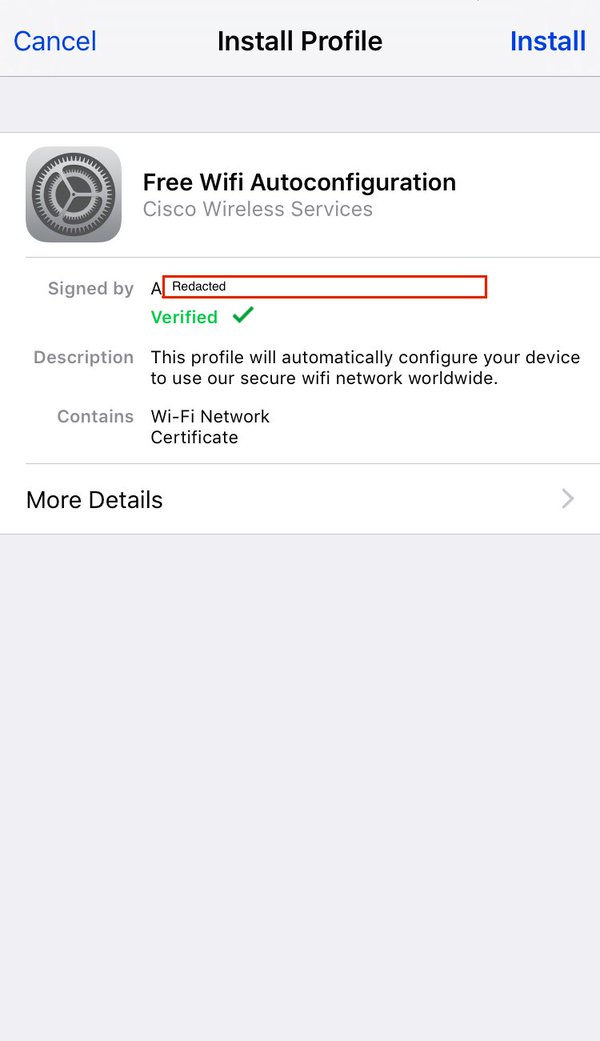 Cancel Install Profile Install
Free Wifi Autoconfiguration
Cisco Wireless Services
Signed by A Redacted
Verified
Description This profile will automatically configure your device
to use our secure wifi network worldwide.
Contains Wi-Fi Network
Certificate
More Details